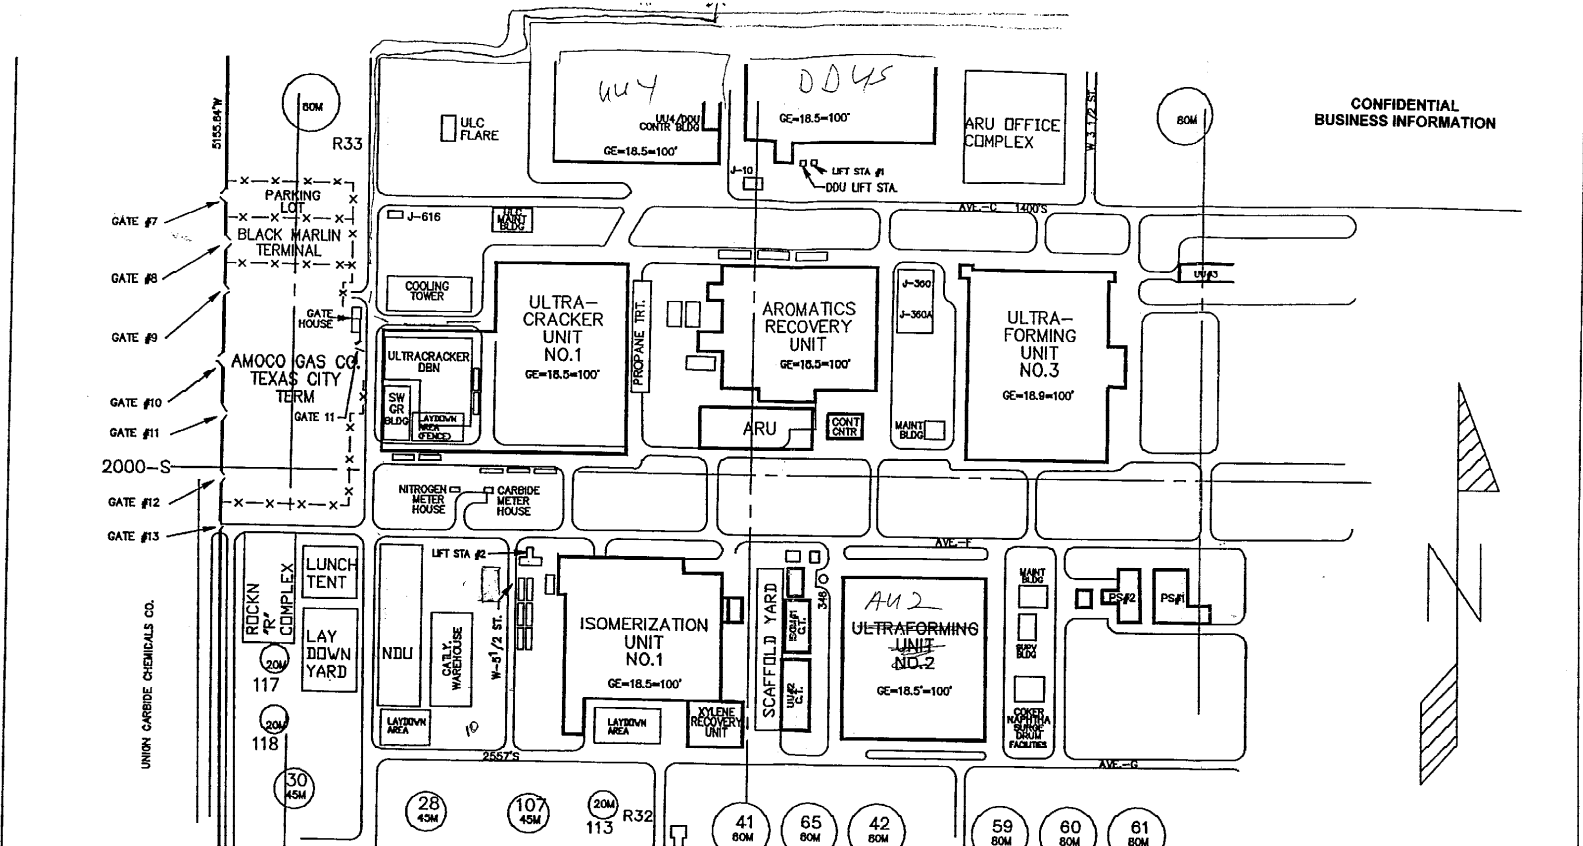 CONFIDENTIAL
BUSINESS INFORMATION
5155.84'W
80M
R33
ULC
FLARE
UU4
UU4/DDU
CONTR BLDG
GE=18.5=100'
DDUS
GE=18.5=100'
ARU OFFICE
COMPLEX
W 3 1/2 ST.
80M
J-10
LIFT STA #1
DDU LIFT STA.
PARKING
LOT
BLACK MARLIN
TERMINAL
GATE #7
GATE #8
GATE #9
GATE #10
GATE #11
GATE #12
GATE #13
J-616
ULC
MAINT
BLDG
AVE.-C 1400'S
COOLING
TOWER
GATE
HOUSE
AMOCO GAS CO.
TEXAS CITY
TERM
GATE 11
ULTRACRACKER
DBN
SW
GR
BLDG
LAYDOWN
AREA
(FENCE)
ULTRA-
CRACKER
UNIT
NO.1
GE=18.5=100'
PROPANE TRT.
AROMATICS
RECOVERY
UNIT
GE=18.5=100'
ARU
CONT
CNTR
J-360
J-360A
MAINT
BLDG
ULTRA-
FORMING
UNIT
NO.3
GE=18.9=100'
UU#3
2000-S
NITROGEN
METER
HOUSE
CARBIDE
METER
HOUSE
AVE.-F
UNION CARBIDE CHEMICALS CO.
ROCKN
"R"
COMPLEX
LUNCH
TENT
LAY
DOWN
YARD
20M
117
20M
118
30
45M
NDU
LAYDOWN
AREA
CATLY.
WAREHOUSE
10
LIFT STA #2
W-5 1/2 ST.
ISOMERIZATION
UNIT
NO.1
GE=18.5=100'
LAYDOWN
AREA
XYLENE
RECOVERY
UNIT
SCAFFOLD YARD
ISOM#1
C.T.
UU#2
C.T.
348
AU2
ULTRAFORMING
UNIT
NO.2
GE=18.5'=100'
MAINT
BLDG
SURV
BLDG
COKER
NAPHTHA
SURGE
DRUM
FACILITIES
PS#2
PS#1
N
2557'S
AVE.-G
28
45M
107
45M
20M
113
R32
41
80M
65
80M
42
80M
59
80M
60
80M
61
80M